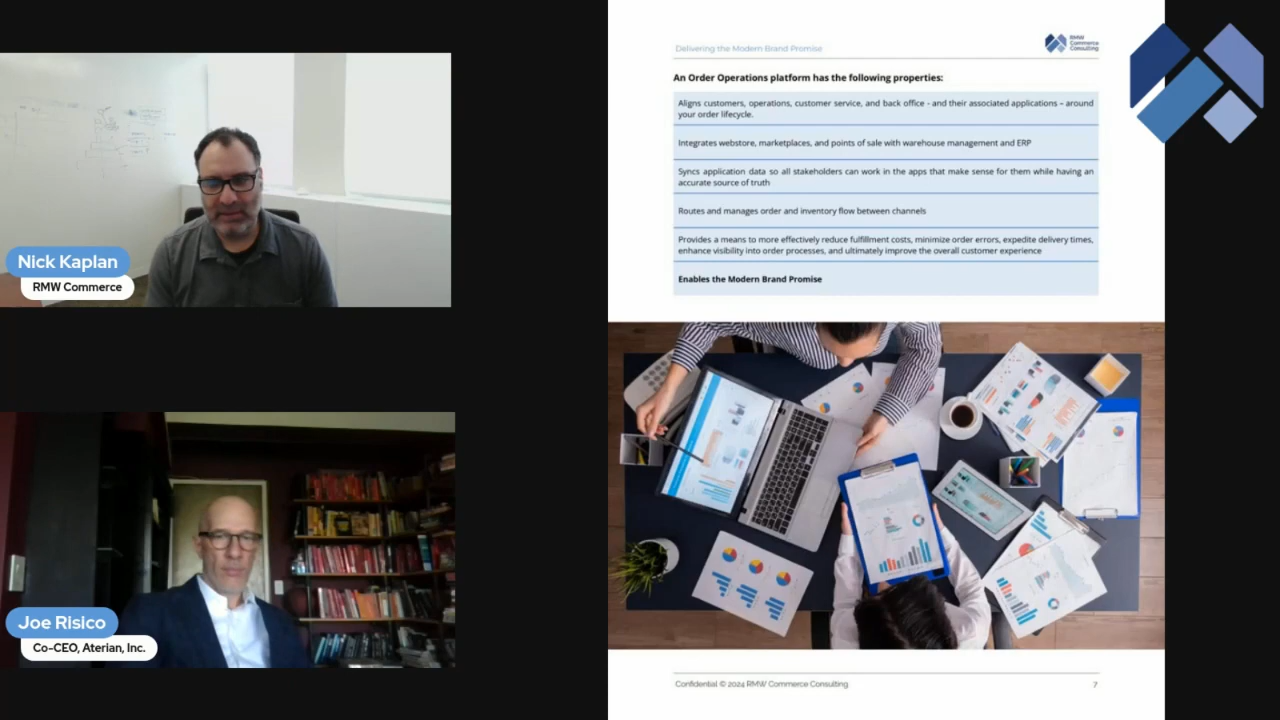 Nick Kaplan
RMW Commerce
Joe Risico
Co-CEO, Aterian, Inc.
Delivering the Modern Brand Promise
RMW
Commerce
Consulting
An Order Operations platform has the following properties:
Aligns customers, operations, customer service, and back office - and their associated applications – around
your order lifecycle.
Integrates webstore, marketplaces, and points of sale with warehouse management and ERP
Syncs application data so all stakeholders can work in the apps that make sense for them while having an
accurate source of truth
Routes and manages order and inventory flow between channels
Provides a means to more effectively reduce fulfillment costs, minimize order errors, expedite delivery times,
enhance visibility into order processes, and ultimately improve the overall customer experience
Enables the Modern Brand Promise
Confidential © 2024 RMW Commerce Consulting
7